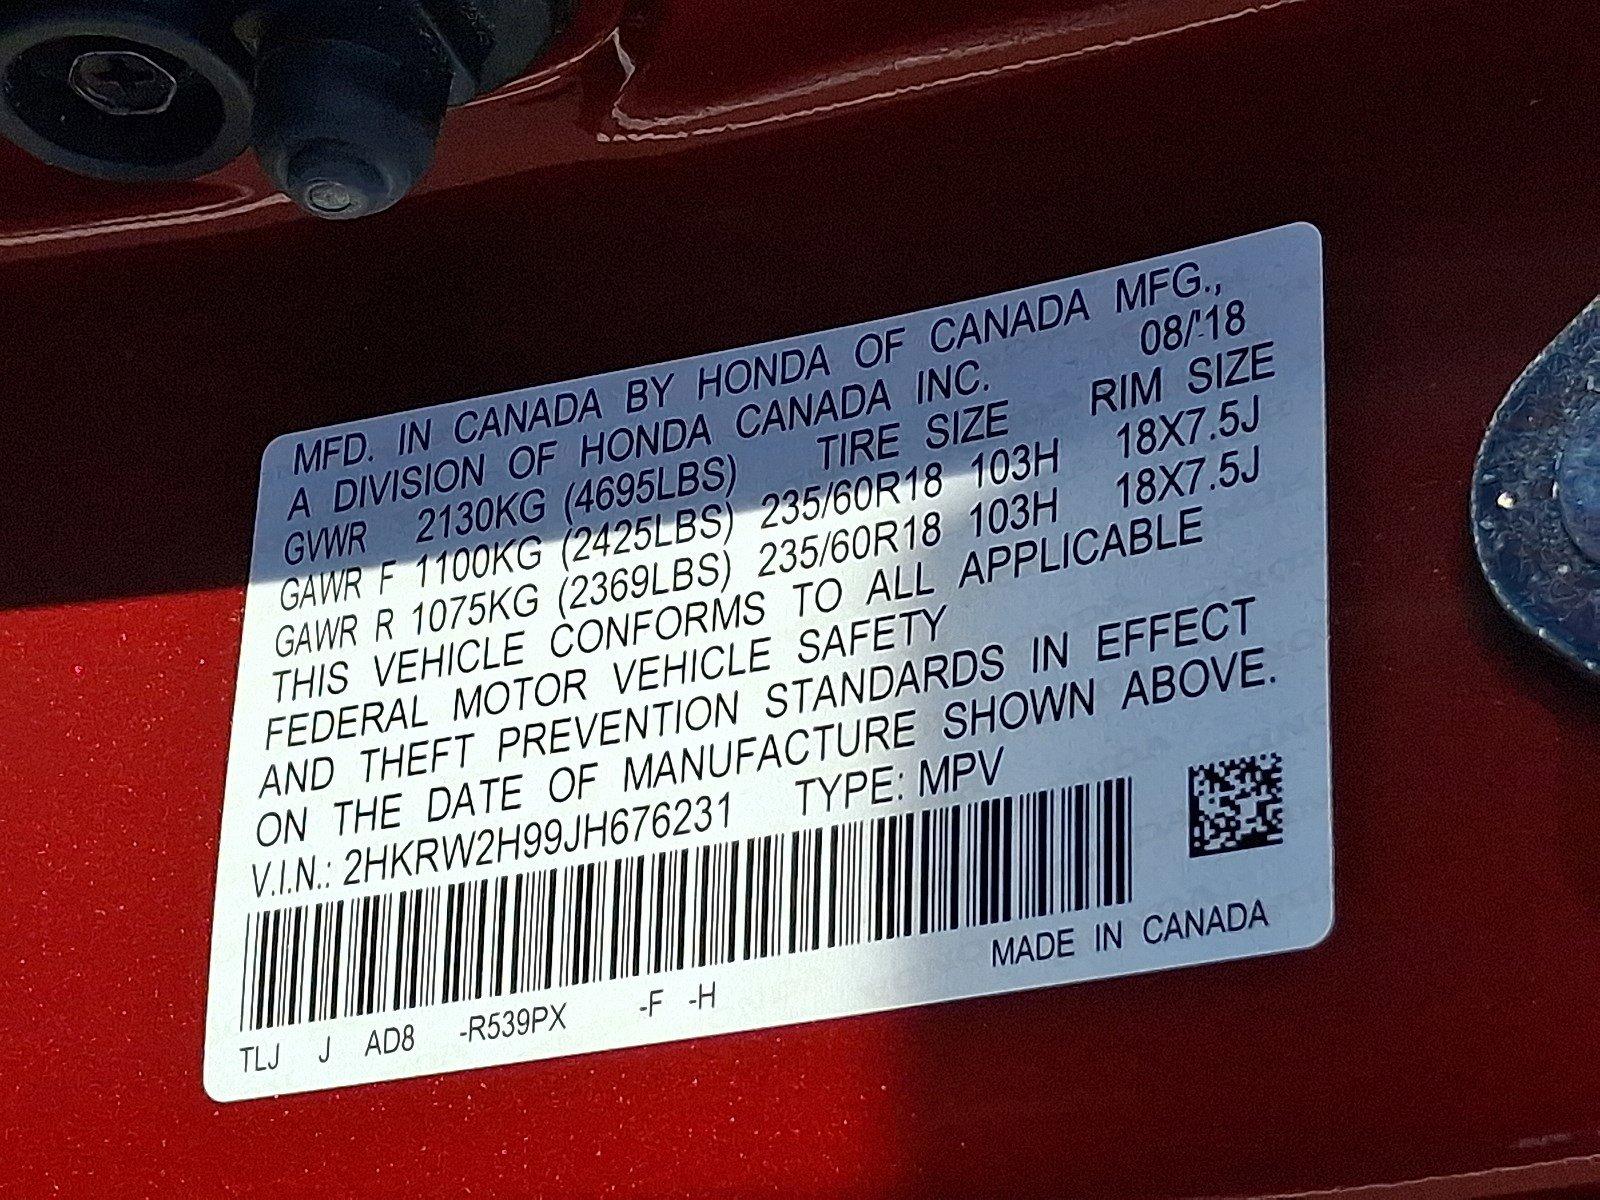 MFD. IN CANADA BY HONDA OF CANADA MFG.,
A DIVISION OF HONDA CANADA INC. 08/'18
GVWR 2130KG (4695LBS) TIRE SIZE RIM SIZE
GAWR F 1100KG (2425LBS) 235/60R18 103H 18X7.5J
GAWR R 1075KG (2369LBS) 235/60R18 103H 18X7.5J
THIS VEHICLE CONFORMS TO ALL APPLICABLE
FEDERAL MOTOR VEHICLE SAFETY
AND THEFT PREVENTION STANDARDS IN EFFECT
ON THE DATE OF MANUFACTURE SHOWN ABOVE.
V.I.N.: 2HKRW2H99JH676231 TYPE: MPV
MADE IN CANADA
TLJ J AD8 -R539PX -F -H